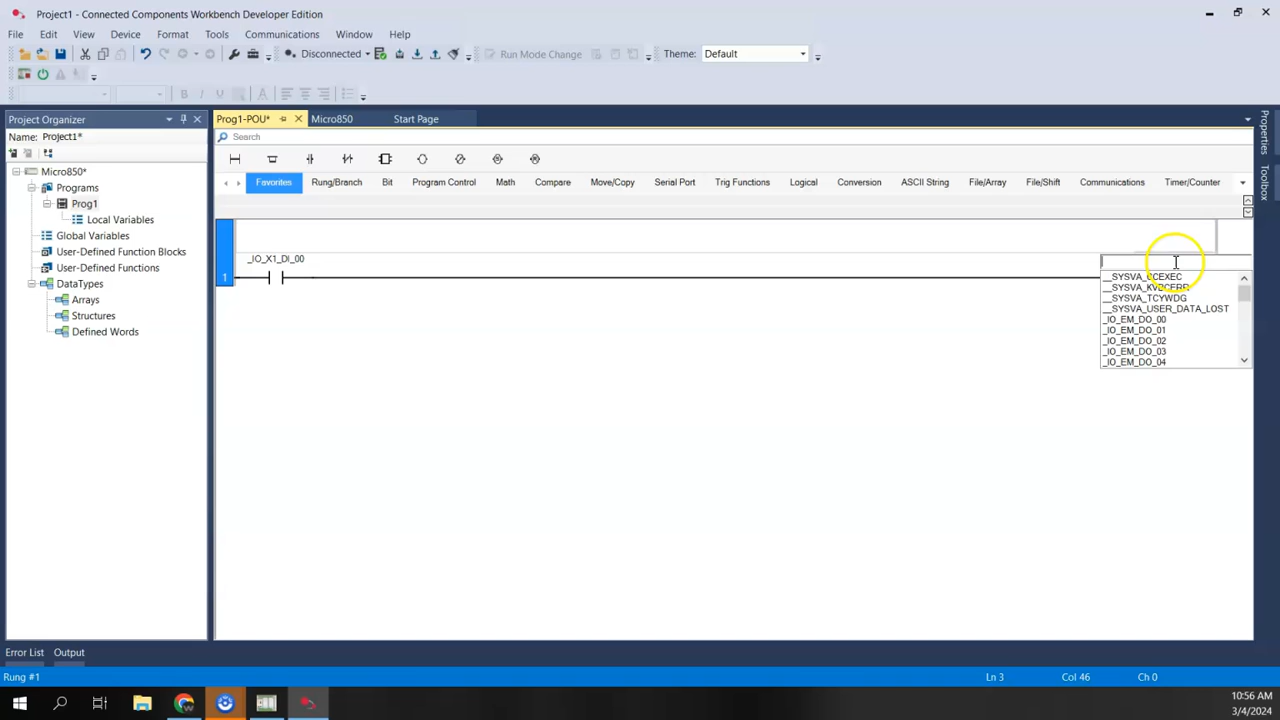 Project1 - Connected Components Workbench Developer Edition
File Edit View Device Format Tools Communications Window Help
Disconnected Run Mode Change Theme: Default
Project Organizer
Name: Project1*
Micro850*
Programs
Prog1
Local Variables
Global Variables
User-Defined Function Blocks
User-Defined Functions
DataTypes
Arrays
Structures
Defined Words
Prog1-POU* Micro850 Start Page
Search
Favorites Rung/Branch Bit Program Control Math Compare Move/Copy Serial Port Trig Functions Logical Conversion ASCII String File/Array File/Shift Communications Timer/Counter
_IO_X1_DI_00
1
__SYSVA_CCEXEC
__SYSVA_KVBCERR
__SYSVA_TCYWDG
__SYSVA_USER_DATA_LOST
_IO_EM_DO_00
_IO_EM_DO_01
_IO_EM_DO_02
_IO_EM_DO_03
_IO_EM_DO_04
Properties
Toolbox
Error List Output
Rung #1 Ln 3 Col 46 Ch 0
10:56 AM
3/4/2024